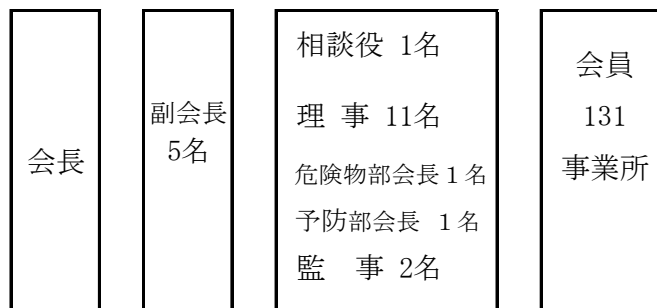 会長
副会長
5名
相談役 1名
理 事 11名
危険物部会長１名
予防部会長 １名
監 事 2名
会員
131
事業所